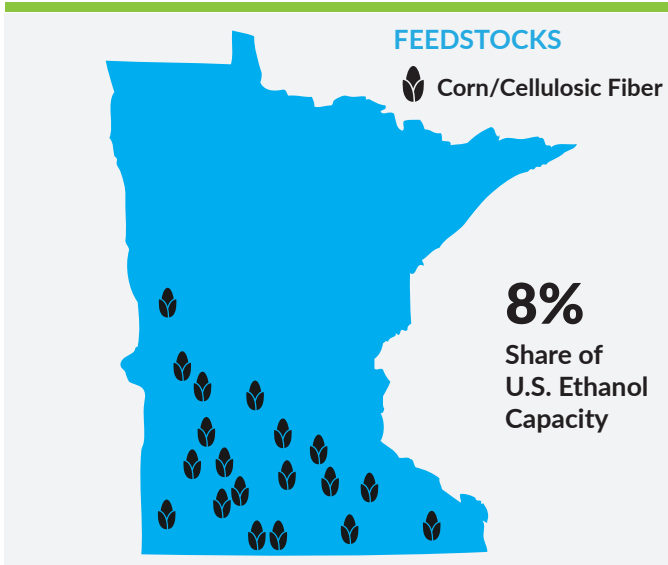 FEEDSTOCKS
Corn/Cellulosic Fiber
8%
Share of
U.S. Ethanol
Capacity